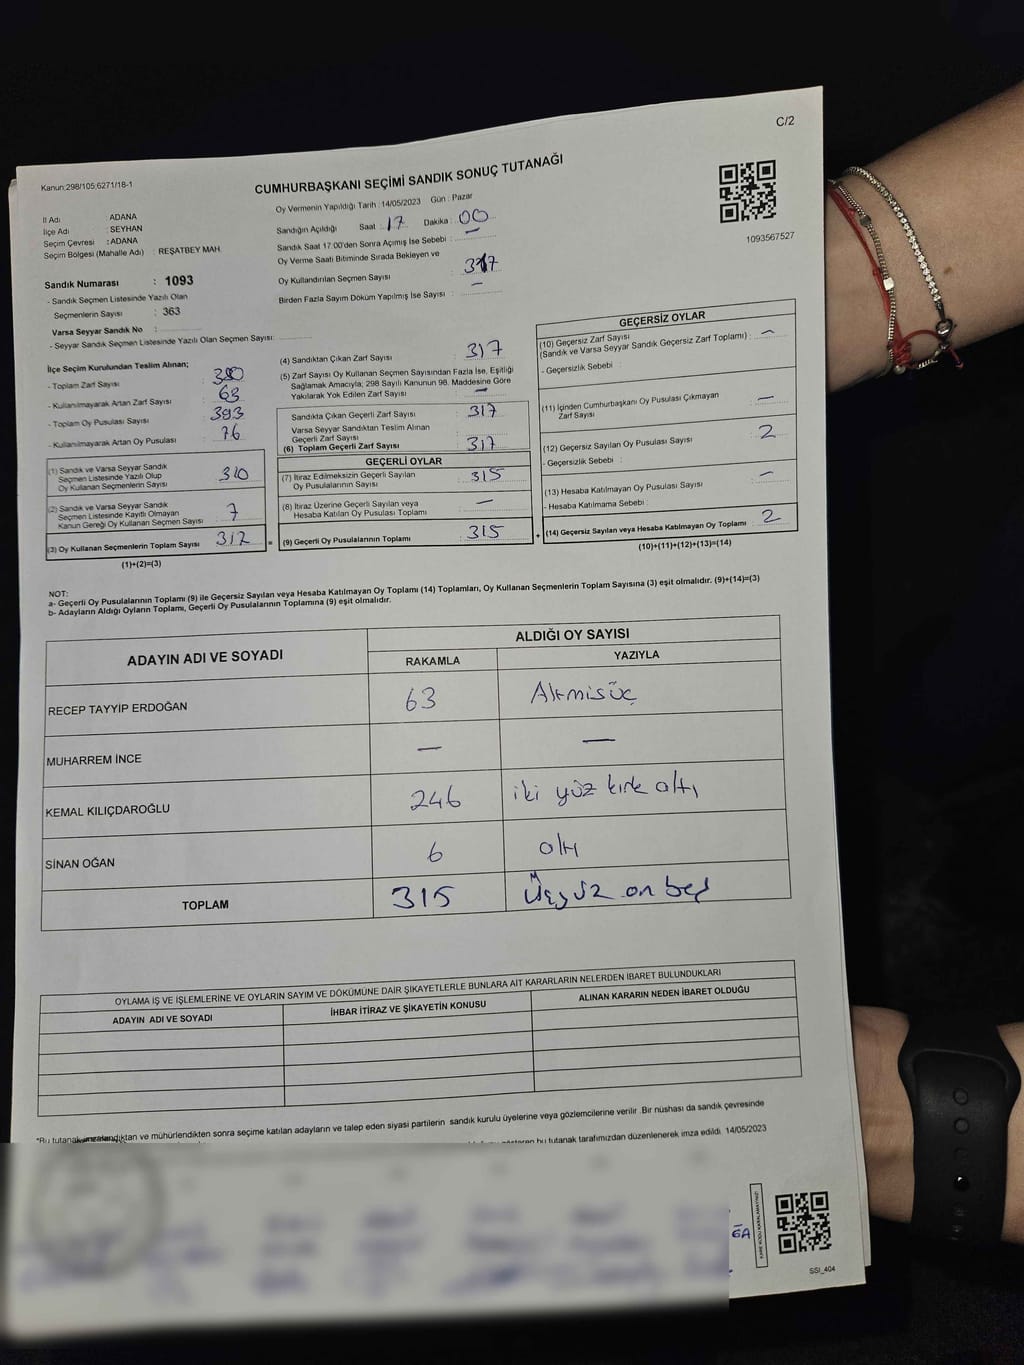 C/2
Kanun;298/105;6271/18-1
CUMHURBAŞKANI SEÇİMİ SANDIK SONUÇ TUTANAĞI
1093567527
İl Adı : ADANA
İlçe Adı : SEYHAN
Seçim Çevresi : ADANA
Seçim Bölgesi (Mahalle Adı) : REŞATBEY MAH.
Oy Vermenin Yapıldığı Tarih :14/05/2023 Gün : Pazar
Sandığın Açıldığı Saat : 17 Dakika : 00
Sandık Saat 17:00'den Sonra Açımış İse Sebebi : –
Oy Verme Saati Bitiminde Sırada Bekleyen ve
Oy Kullandırılan Seçmen Sayısı 317
Birden Fazla Sayım Döküm Yapılmış İse Sayısı : –
Sandık Numarası : 1093
- Sandık Seçmen Listesinde Yazılı Olan
Seçmenlerin Sayısı : 363
Varsa Seyyar Sandık No :
- Seyyar Sandık Seçmen Listesinde Yazılı Olan Seçmen Sayısı:
İlçe Seçim Kurulundan Teslim Alınan;
- Toplam Zarf Sayısı : 380
- Kullanılmayarak Artan Zarf Sayısı : 63
- Toplam Oy Pusulası Sayısı : 393
- Kullanılmayarak Artan Oy Pusulası : 76
(1) Sandık ve Varsa Seyyar Sandık
Seçmen Listesinde Yazılı Olup
Oy Kullanan Seçmenlerin Sayısı : 310
(2) Sandık ve Varsa Seyyar Sandık
Seçmen Listesinde Kayıtlı Olmayan
Kanun Gereği Oy Kullanan Seçmen Sayısı : 7
(3) Oy Kullanan Seçmenlerin Toplam Sayısı : 317
(1)+(2)=(3)
=
(4) Sandıktan Çıkan Zarf Sayısı : 317
(5) Zarf Sayısı Oy Kullanan Seçmen Sayısından Fazla İse, Eşitliği
Sağlamak Amacıyla; 298 Sayılı Kanunun 98. Maddesine Göre
Yakılarak Yok Edilen Zarf Sayısı : –
Sandıkta Çıkan Geçerli Zarf Sayısı : 317
Varsa Seyyar Sandıktan Teslim Alınan
Geçerli Zarf Sayısı :
(6) Toplam Geçerli Zarf Sayısı : 317
GEÇERLİ OYLAR
(7) İtiraz Edilmeksizin Geçerli Sayılan
Oy Pusulalarının Sayısı : 315
(8) İtiraz Üzerine Geçerli Sayılan veya
Hesaba Katılan Oy Pusulası Toplamı : –
(9) Geçerli Oy Pusulalarının Toplamı : 315
+
GEÇERSİZ OYLAR
(10) Geçersiz Zarf Sayısı
(Sandık ve Varsa Seyyar Sandık Geçersiz Zarf Toplamı) : –
- Geçersizlik Sebebi :
(11) İçinden Cumhurbaşkanı Oy Pusulası Çıkmayan
Zarf Sayısı : –
(12) Geçersiz Sayılan Oy Pusulası Sayısı : 2
- Geçersizlik Sebebi :
(13) Hesaba Katılmayan Oy Pusulası Sayısı : –
- Hesaba Katılmama Sebebi :
(14) Geçersiz Sayılan veya Hesaba Katılmayan Oy Toplamı : 2
(10)+(11)+(12)+(13)=(14)
NOT:
a- Geçerli Oy Pusulalarının Toplamı (9) ile Geçersiz Sayılan veya Hesaba Katılmayan Oy Toplamı (14) Toplamları, Oy Kullanan Seçmenlerin Toplam Sayısına (3) eşit olmalıdır. (9)+(14)=(3)
b- Adayların Aldığı Oyların Toplamı, Geçerli Oy Pusulalarının Toplamına (9) eşit olmalıdır.
ADAYIN ADI VE SOYADI
ALDIĞI OY SAYISI
RAKAMLA YAZIYLA
RECEP TAYYİP ERDOĞAN 63 Altmısüç
MUHARREM İNCE – –
KEMAL KILIÇDAROĞLU 246 iki yüz kırk altı
SİNAN OĞAN 6 altı
TOPLAM 315 Üçyüz on beş
OYLAMA İŞ VE İŞLEMLERİNE VE OYLARIN SAYIM VE DÖKÜMÜNE DAİR ŞİKAYETLERLE BUNLARA AİT KARARLARIN NELERDEN İBARET BULUNDUKLARI
ADAYIN ADI VE SOYADI İHBAR İTİRAZ VE ŞİKAYETİN KONUSU ALINAN KARARIN NEDEN İBARET OLDUĞU
*Bu tutanak imzalandıktan ve mühürlendikten sonra seçime katılan adayların ve talep eden siyasi partilerin sandık kurulu üyelerine veya gözlemcilerine verilir. Bir nüshası da sandık çevresinde
gösteren bu tutanak tarafımızdan düzenlenerek imza edildi. 14/05/2023
KARE KODU KARALAMAYINIZ!
SSI_404